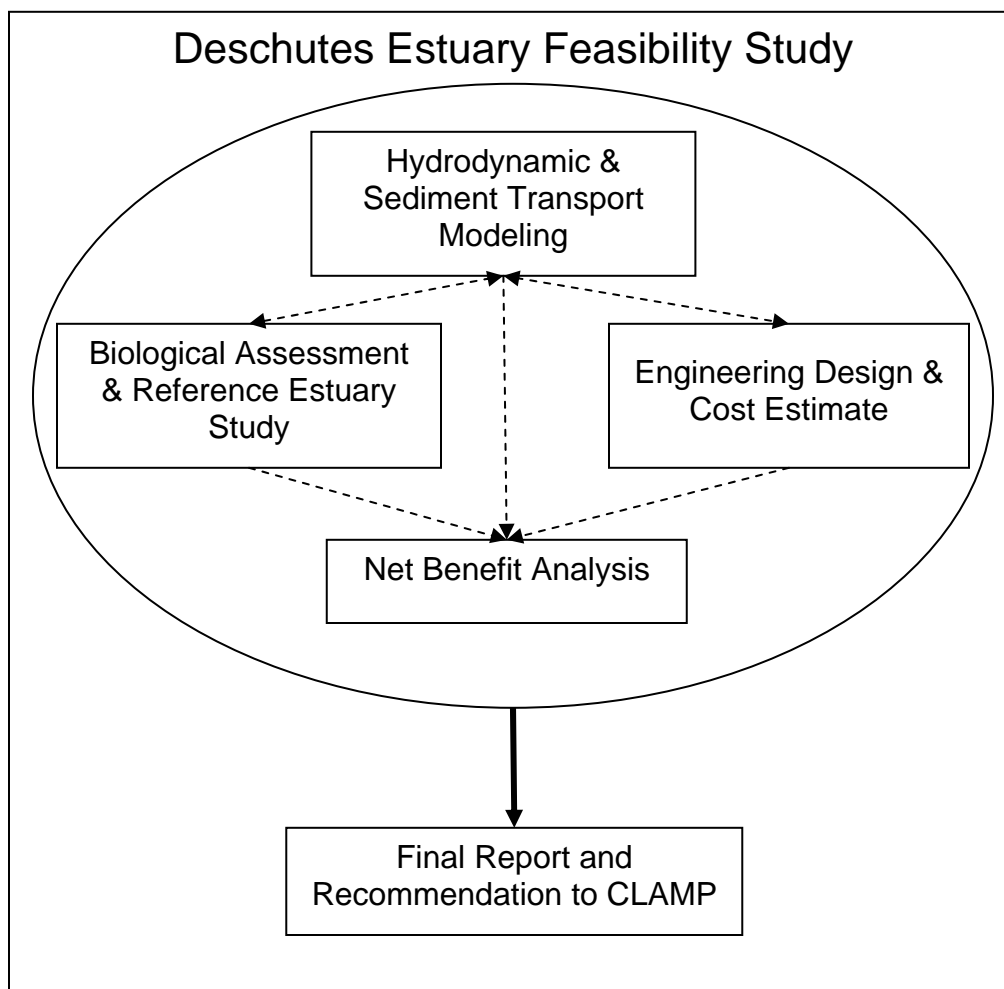 Deschutes Estuary Feasibility Study
Hydrodynamic &
Sediment Transport
Modeling
Biological Assessment
& Reference Estuary
Study
Engineering Design &
Cost Estimate
Net Benefit Analysis
Final Report and
Recommendation to CLAMP